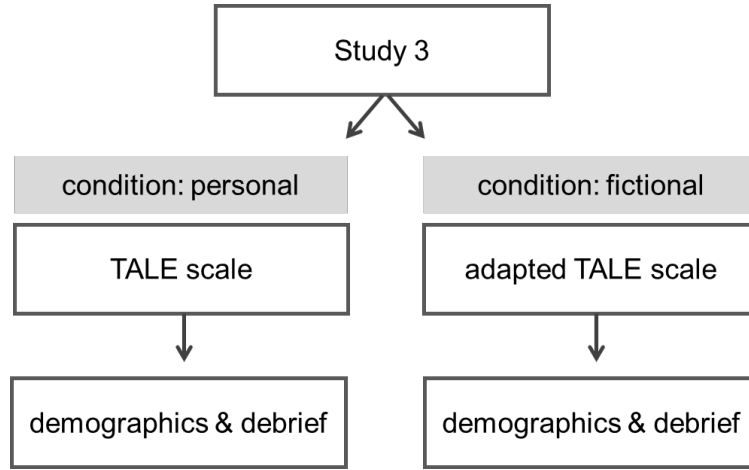 Study 3
condition: personal
condition: fictional
TALE scale
adapted TALE scale
demographics & debrief
demographics & debrief